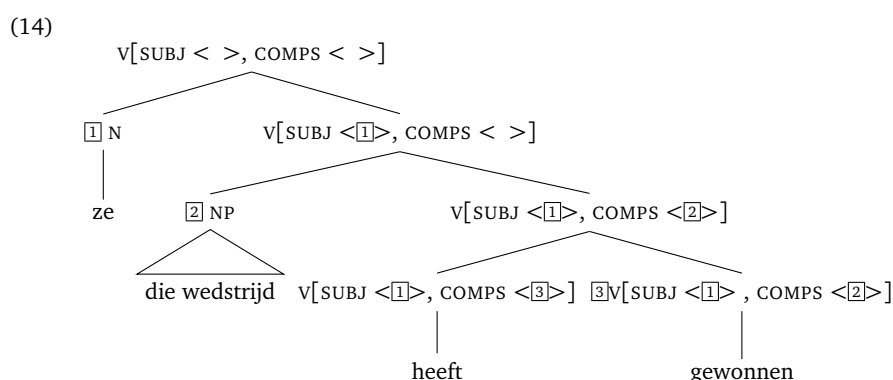 (14)
V[SUBJ < >, COMPS < >]
1 N V[SUBJ <1>, COMPS < >]
ze 2 NP V[SUBJ <1>, COMPS <2>]
die wedstrijd V[SUBJ <1>, COMPS <3>] 3V[SUBJ <1> , COMPS <2>]
heeft gewonnen